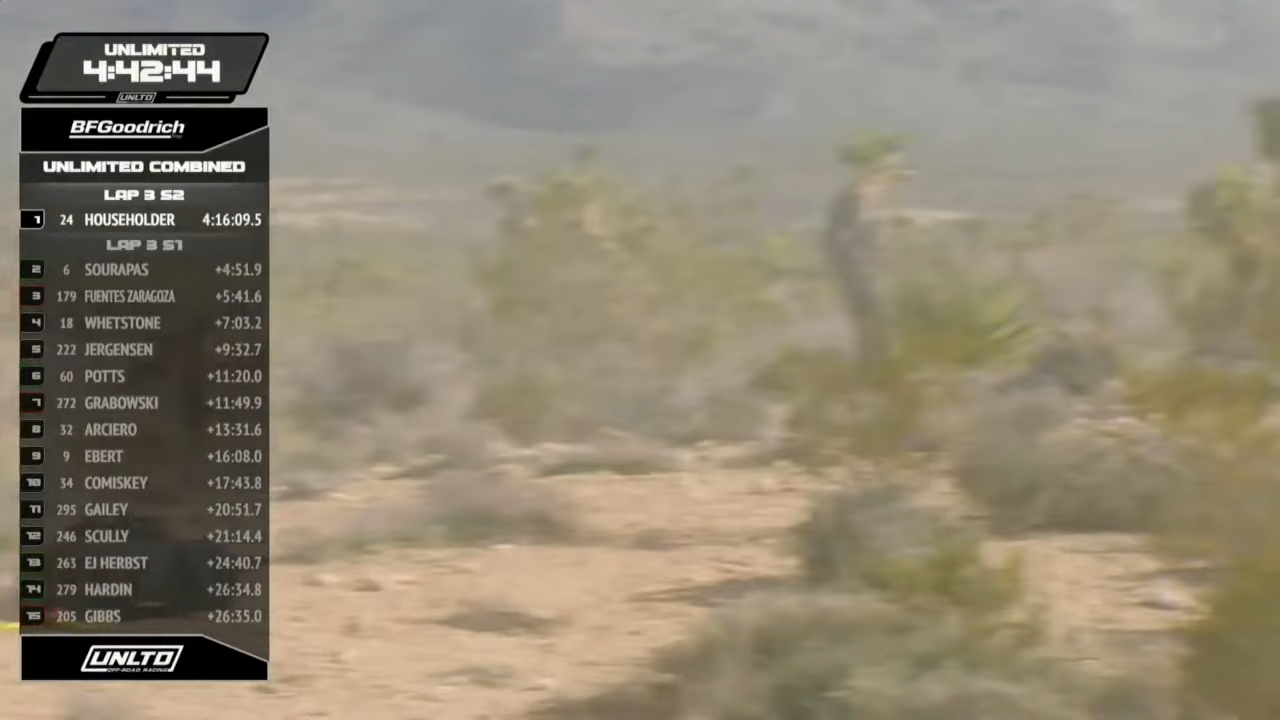 UNLIMITED
4:42:44
UNLTD
BFGoodrich
UNLIMITED COMBINED
LAP 3 S2
1 24 HOUSEHOLDER 4:16:09.5
LAP 3 S1
2 6 SOURAPAS +4:51.9
3 179 FUENTES ZARAGOZA +5:41.6
4 18 WHETSTONE +7:03.2
5 222 JERGENSEN +9:32.7
6 60 POTTS +11:20.0
7 272 GRABOWSKI +11:49.9
8 32 ARCIERO +13:31.6
9 9 EBERT +16:08.0
10 34 COMISKEY +17:43.8
11 295 GAILEY +20:51.7
12 246 SCULLY +21:14.4
13 263 EJ HERBST +24:40.7
14 279 HARDIN +26:34.8
15 205 GIBBS +26:35.0
UNLTD
OFF-ROAD RACING